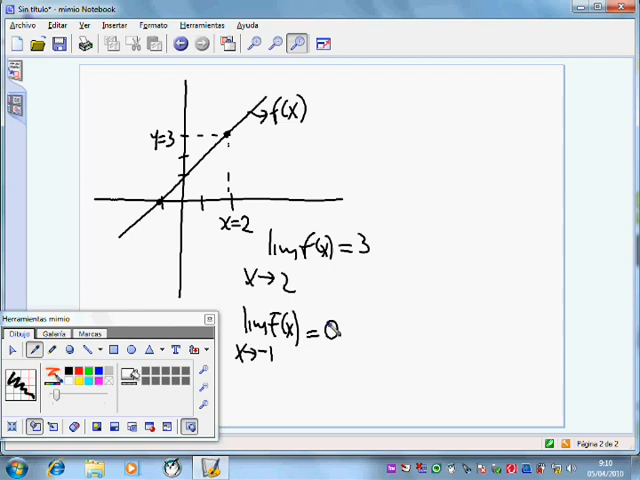 Sin título* - mimio Notebook
Archivo Editar Ver Insertar Formato Herramientas Ayuda
f(x)
y=3
x=2
lim f(x) = 3
x→2
lim f(x) = 0
x→-1
Herramientas mimio
Dibujo Galería Marcas
T
Página 2 de 2
9:10
05/04/2010